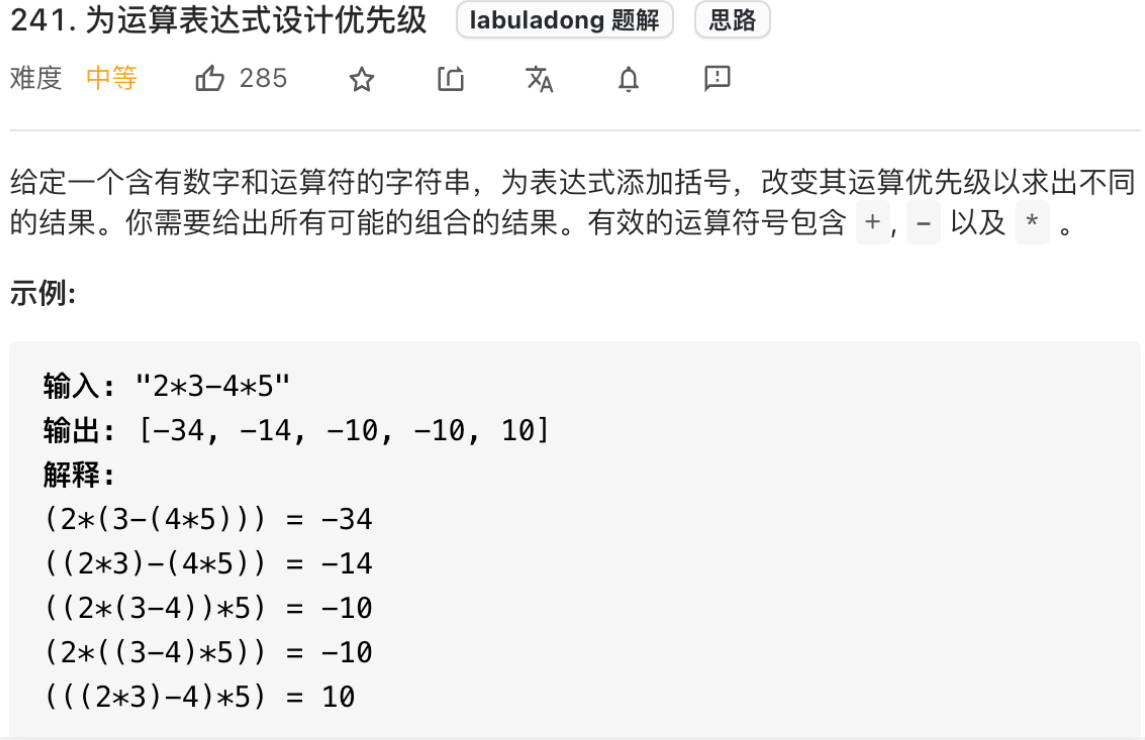 241. 为运算表达式设计优先级 labuladong 题解 思路
难度 中等 285
给定一个含有数字和运算符的字符串，为表达式添加括号，改变其运算优先级以求出不同
的结果。你需要给出所有可能的组合的结果。有效的运算符号包含 +, - 以及 * 。
示例:
输入: "2*3-4*5"
输出: [-34, -14, -10, -10, 10]
解释:
(2*(3-(4*5))) = -34
((2*3)-(4*5)) = -14
((2*(3-4))*5) = -10
(2*((3-4)*5)) = -10
(((2*3)-4)*5) = 10